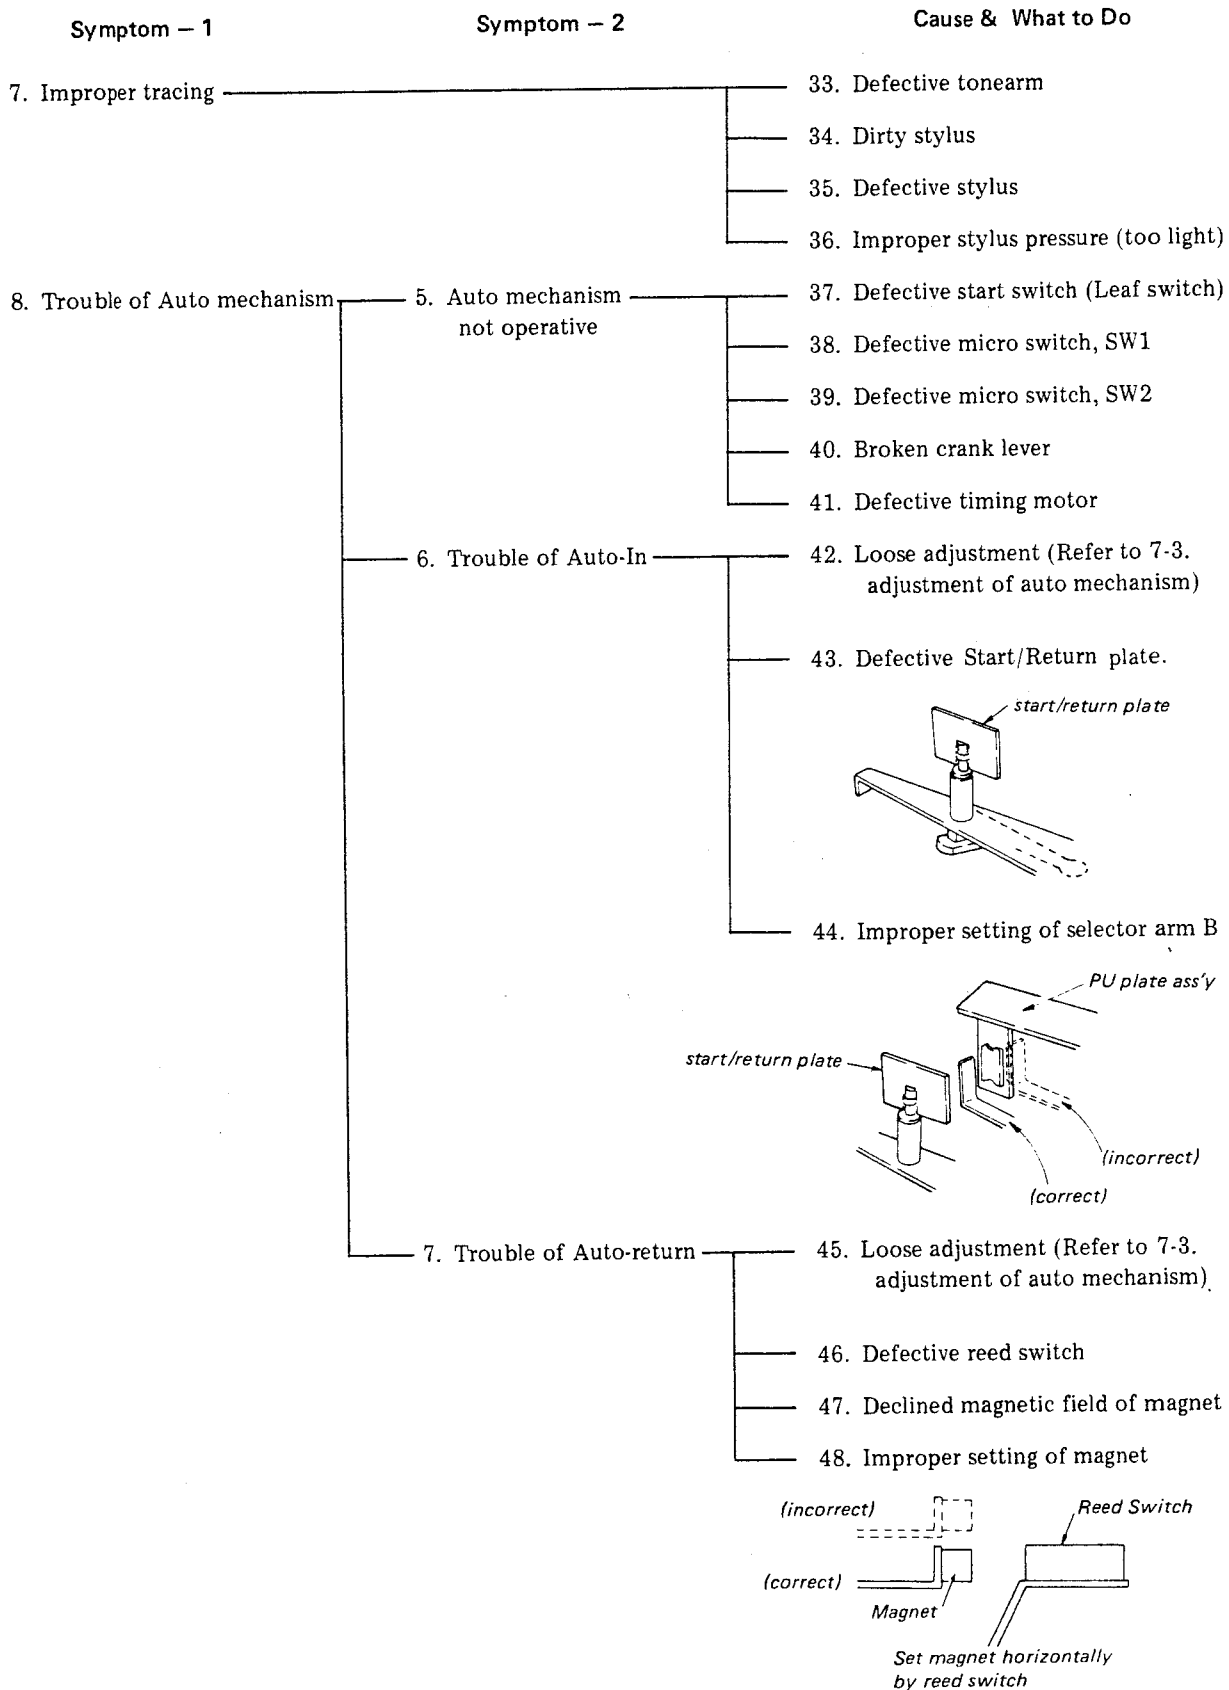 Symptom — 1
Symptom — 2
Cause & What to Do
7. Improper tracing
33. Defective tonearm
34. Dirty stylus
35. Defective stylus
36. Improper stylus pressure (too light)
8. Trouble of Auto mechanism
5. Auto mechanism
not operative
37. Defective start switch (Leaf switch)
38. Defective micro switch, SW1
39. Defective micro switch, SW2
40. Broken crank lever
41. Defective timing motor
6. Trouble of Auto-In
42. Loose adjustment (Refer to 7-3.
adjustment of auto mechanism)
43. Defective Start/Return plate.
start/return plate
44. Improper setting of selector arm B
PU plate ass'y
start/return plate
(incorrect)
(correct)
7. Trouble of Auto-return
45. Loose adjustment (Refer to 7-3.
adjustment of auto mechanism)
46. Defective reed switch
47. Declined magnetic field of magnet
48. Improper setting of magnet
(incorrect)
Reed Switch
(correct)
Magnet
Set magnet horizontally
by reed switch